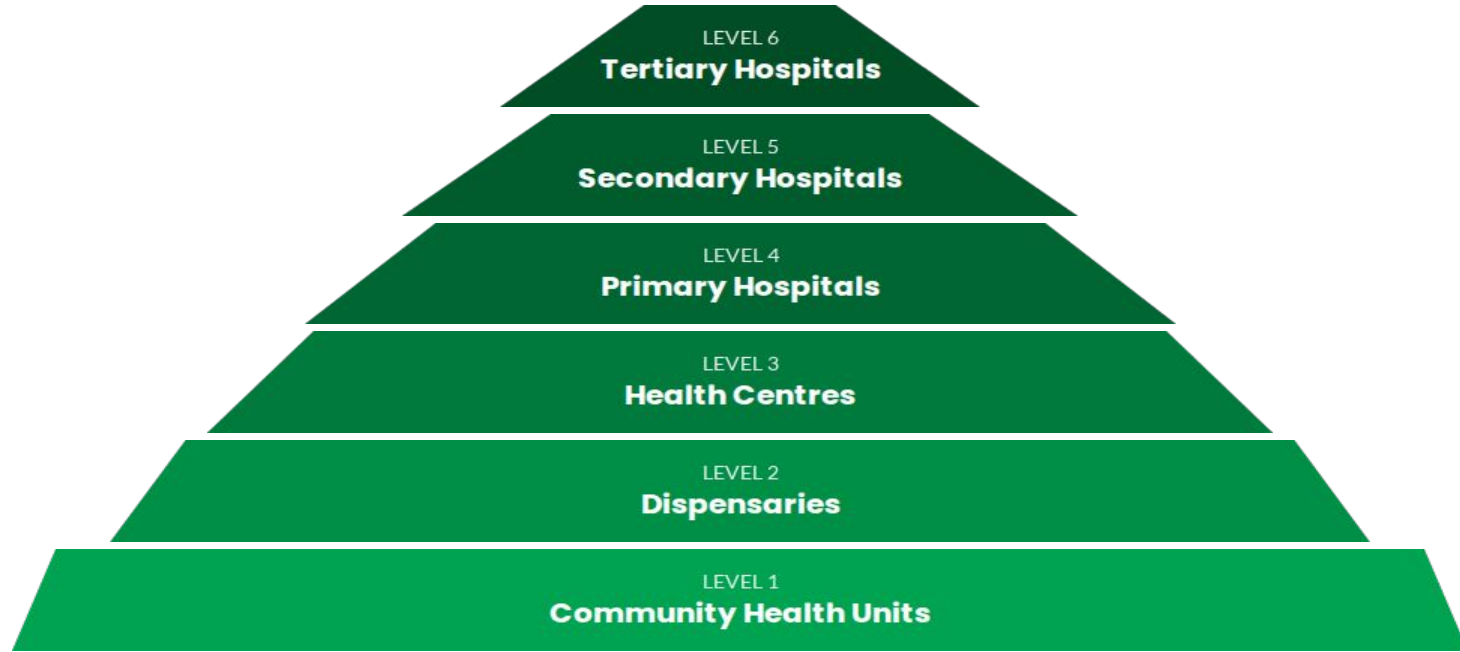 LEVEL 6
Tertiary Hospitals
LEVEL 5
Secondary Hospitals
LEVEL 4
Primary Hospitals
LEVEL 3
Health Centres
LEVEL 2
Dispensaries
LEVEL 1
Community Health Units